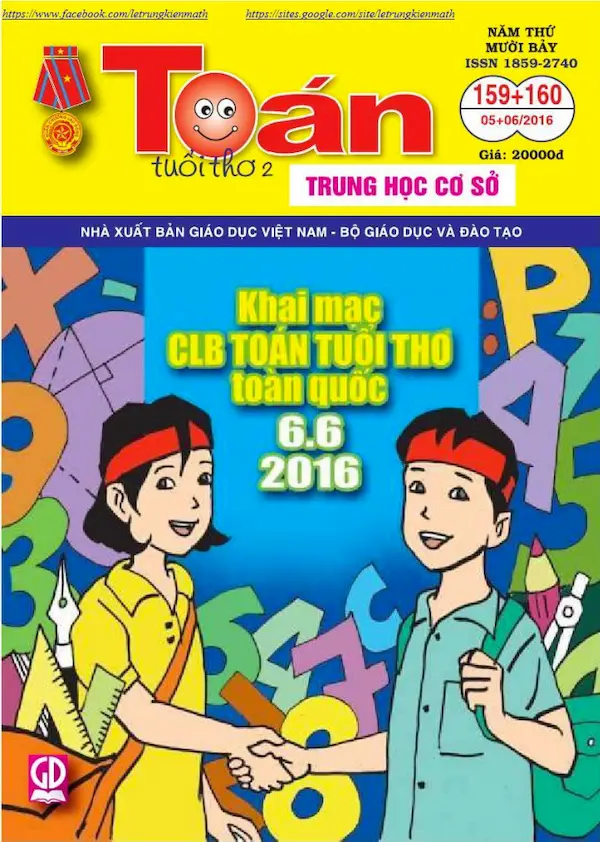 https://www.facebook.com/letrungkienmath
https://sites.google.com/site/letrungkienmath
NĂM THỨ
MƯỜI BẢY
ISSN 1859-2740
Toán
tuổi thơ 2
159+160
05+06/2016
Giá: 20000đ
TRUNG HỌC CƠ SỞ
NHÀ XUẤT BẢN GIÁO DỤC VIỆT NAM - BỘ GIÁO DỤC VÀ ĐÀO TẠO
Khai mạc
CLB TOÁN TUỔI THƠ
toàn quốc
6.6
2016
GD